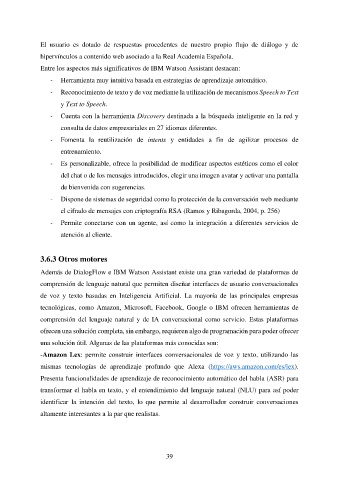 El usuario es dotado de respuestas procedentes de nuestro propio flujo de diálogo y de
hipervínculos a contenido web asociado a la Real Academia Española.
Entre los aspectos más significativos de IBM Watson Assistant destacan:
- Herramienta muy intuitiva basada en estrategias de aprendizaje automático.
- Reconocimiento de texto y de voz mediante la utilización de mecanismos Speech to Text
y Text to Speech.
- Cuenta con la herramienta Discovery destinada a la búsqueda inteligente en la red y
consulta de datos empresariales en 27 idiomas diferentes.
- Fomenta la reutilización de intents y entidades a fin de agilizar procesos de
entrenamiento.
- Es personalizable, ofrece la posibilidad de modificar aspectos estéticos como el color
del chat o de los mensajes introducidos, elegir una imagen avatar y activar una pantalla
de bienvenida con sugerencias.
- Dispone de sistemas de seguridad como la protección de la conversación web mediante
el cifrado de mensajes con criptografía RSA (Ramos y Ribagorda, 2004, p. 256)
- Permite conectarse con un agente, así como la integración a diferentes servicios de
atención al cliente.
3.6.3 Otros motores
Además de DialogFlow e IBM Watson Assistant existe una gran variedad de plataformas de
comprensión de lenguaje natural que permiten diseñar interfaces de usuario conversacionales
de voz y texto basadas en Inteligencia Artificial. La mayoría de las principales empresas
tecnológicas, como Amazon, Microsoft, Facebook, Google o IBM ofrecen herramientas de
comprensión del lenguaje natural y de IA conversacional como servicio. Estas plataformas
ofrecen una solución completa, sin embargo, requieren algo de programación para poder ofrecer
una solución útil. Algunas de las plataformas más conocidas son:
-Amazon Lex: permite construir interfaces conversacionales de voz y texto, utilizando las
mismas tecnologías de aprendizaje profundo que Alexa (https://aws.amazon.com/es/lex).
Presenta funcionalidades de aprendizaje de reconocimiento automático del habla (ASR) para
transformar el habla en texto, y el entendimiento del lenguaje natural (NLU) para así poder
identificar la intención del texto, lo que permite al desarrollador construir conversaciones
altamente interesantes a la par que realistas.
39